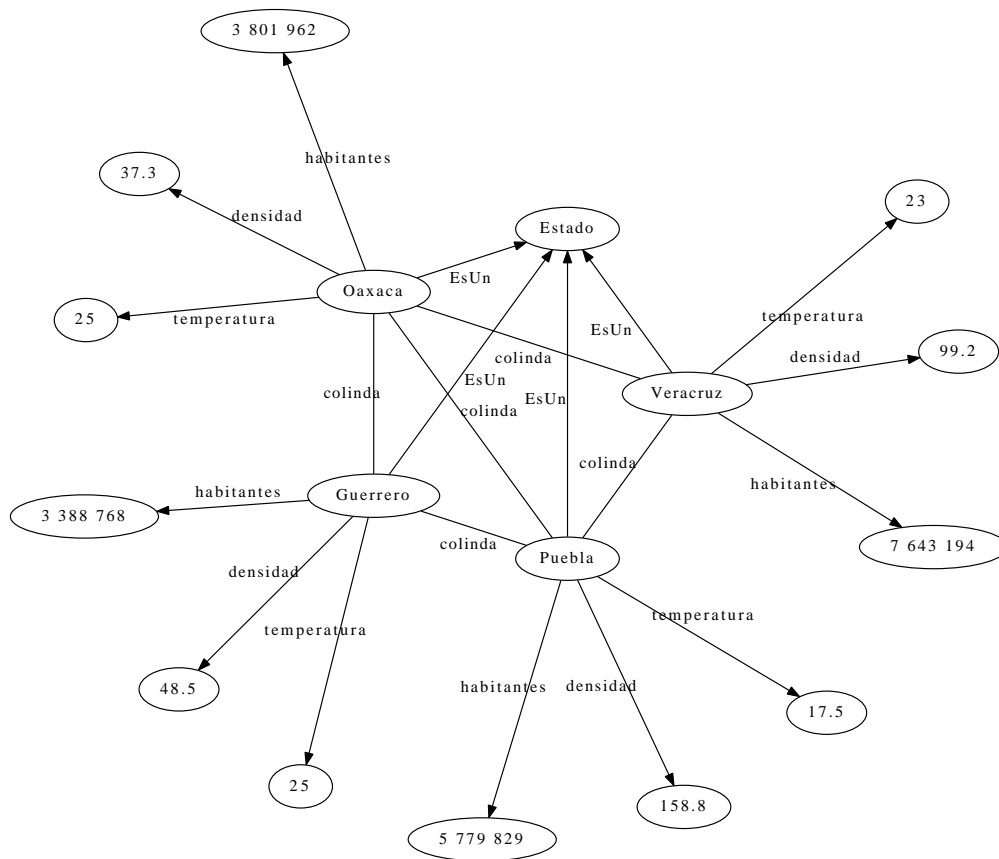 3 801 962
habitantes
37.3
densidad
23
Estado
EsUn
Oaxaca
25
temperatura
temperatura
EsUn
densidad
99.2
colinda
colinda
EsUn
Veracruz
EsUn
colinda
colinda
habitantes
Guerrero
habitantes
3 388 768
colinda
7 643 194
Puebla
densidad
temperatura
temperatura
48.5
habitantes
densidad
17.5
25
158.8
5 779 829